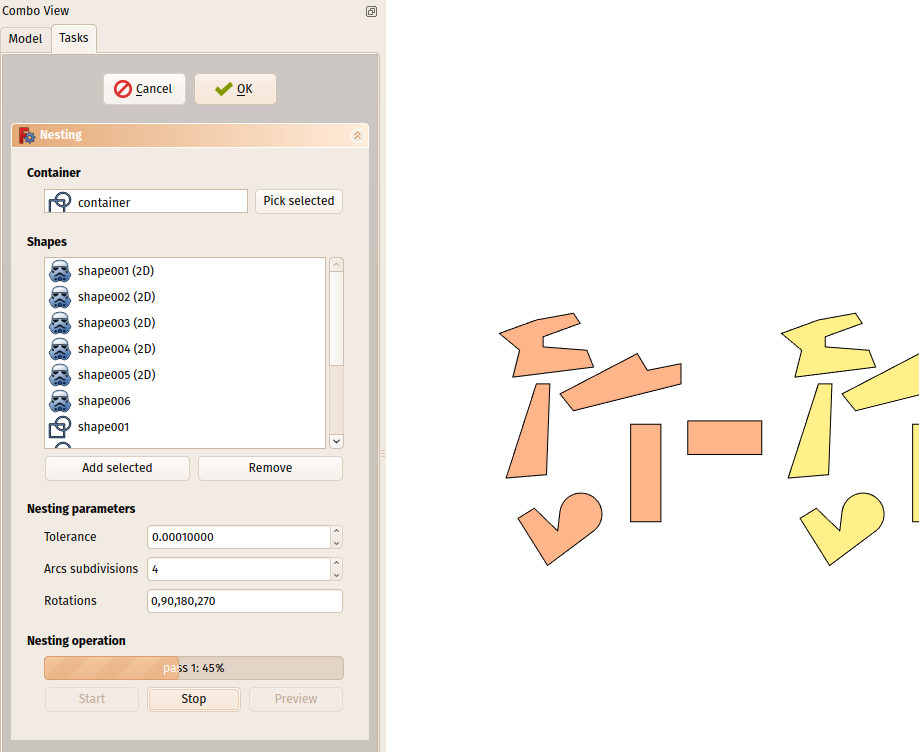 Combo View
Model
Tasks
Cancel
OK
Nesting
Container
container
Pick selected
Shapes
shape001 (2D)
shape002 (2D)
shape003 (2D)
shape004 (2D)
shape005 (2D)
shape006
shape001
Add selected
Remove
Nesting parameters
Tolerance
0.00010000
Arcs subdivisions
4
Rotations
0,90,180,270
Nesting operation
pass 1: 45%
Start
Stop
Preview